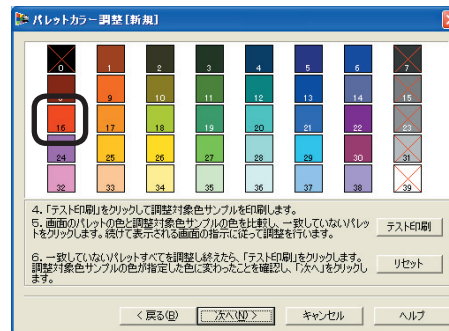 パレットカラー調整[新規]
0 1 2 3 4 5 6 7
8 9 10 11 12 13 14 15
16 17 18 19 20 21 22 23
24 25 26 27 28 29 30 31
32 33 34 35 36 37 38 39
4.「テスト印刷」をクリックして調整対象色サンプルを印刷します。
5. 画面のパレットの色と調整対象色サンプルの色を比較し、一致していないパレッ
トをクリックします。続けて表示される画面の指示に従って調整を行います。
テスト印刷
6. 一致していないパレットすべてを調整し終えたら、「テスト印刷」をクリックします。
調整対象色サンプルの色が指定した色に変わったことを確認し、「次へ」をクリックし
ます。
リセット
< 戻る(B) 次へ(N) > キャンセル ヘルプ